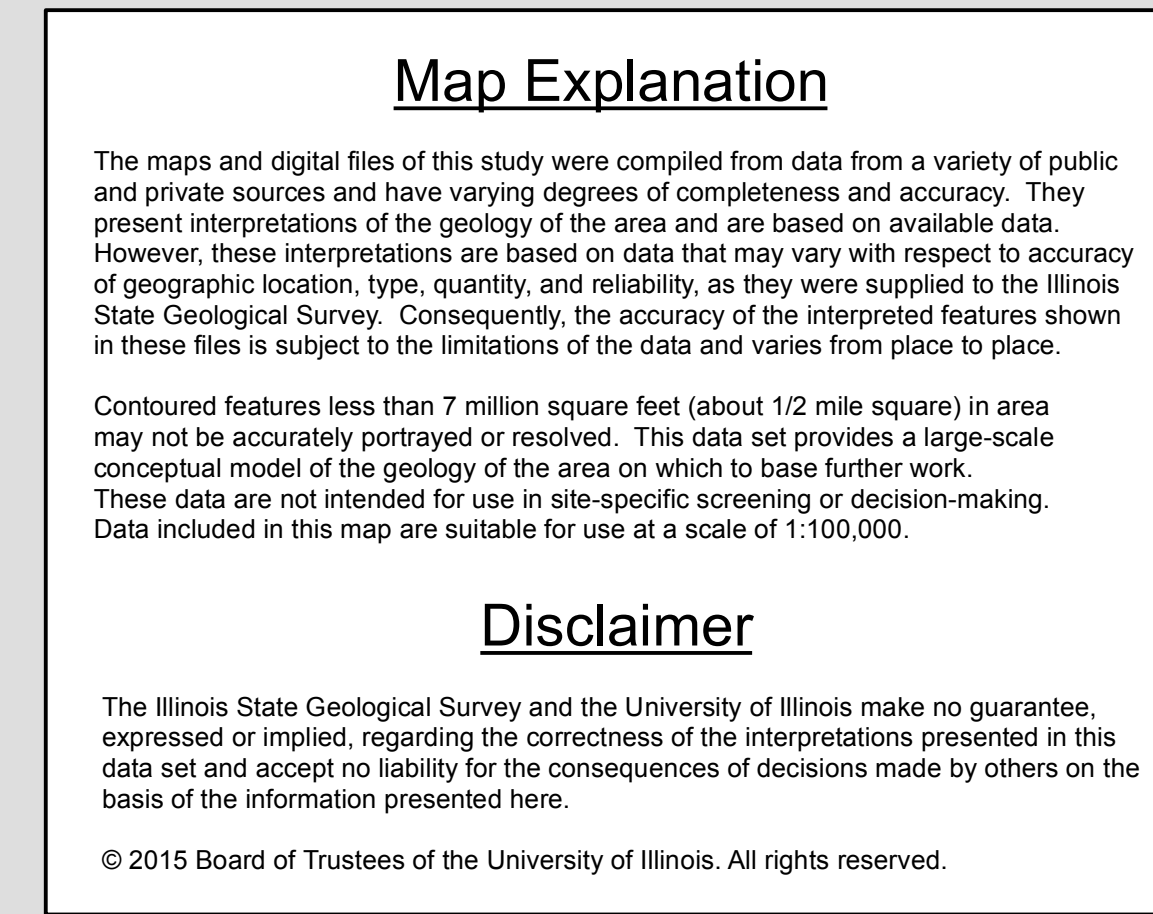 Map Explanation
The maps and digital files of this study were compiled from data from a variety of public
and private sources and have varying degrees of completeness and accuracy.  They
present interpretations of the geology of the area and are based on available data.
However, these interpretations are based on data that may vary with respect to accuracy
of geographic location, type, quantity, and reliability, as they were supplied to the Illinois
State Geological Survey.  Consequently, the accuracy of the interpreted features shown
in these files is subject to the limitations of the data and varies from place to place.
Contoured features less than 7 million square feet (about 1/2 mile square) in area
may not be accurately portrayed or resolved.  This data set provides a large-scale
conceptual model of the geology of the area on which to base further work.
These data are not intended for use in site-specific screening or decision-making.
Data included in this map are suitable for use at a scale of 1:100,000.
Disclaimer
The Illinois State Geological Survey and the University of Illinois make no guarantee,
expressed or implied, regarding the correctness of the interpretations presented in this
data set and accept no liability for the consequences of decisions made by others on the
basis of the information presented here.
© 2015 Board of Trustees of the University of Illinois. All rights reserved.